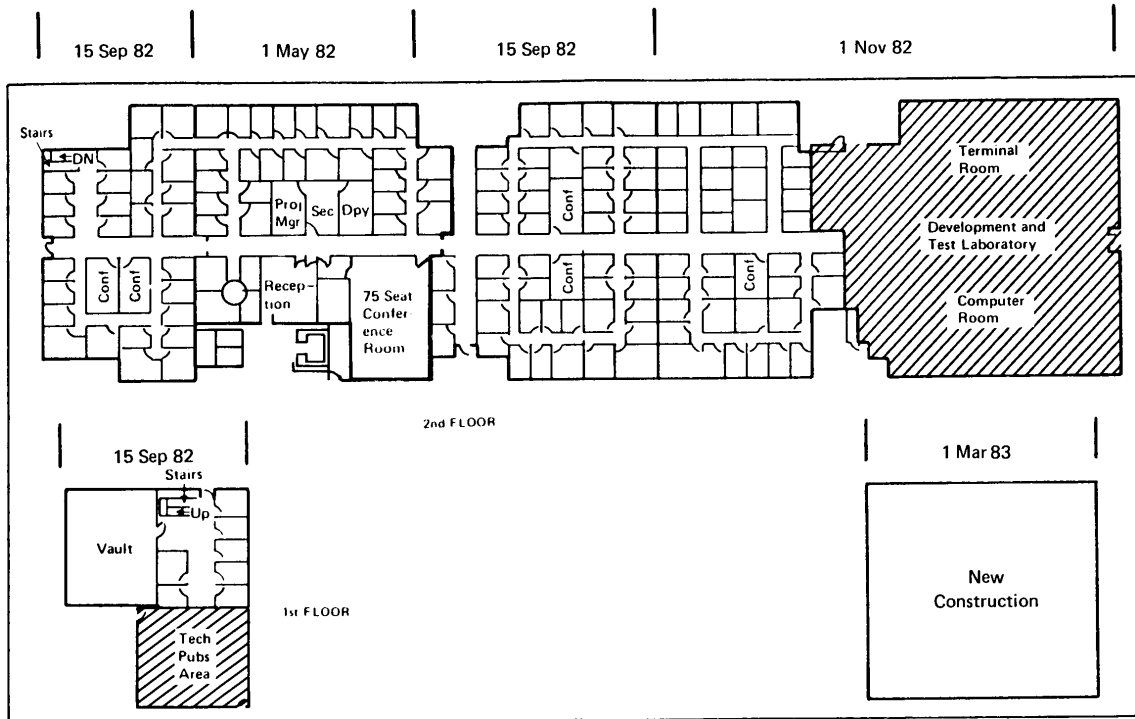 15 Sep 82
1 May 82
15 Sep 82
1 Nov 82
Stairs
DN
Proj
Mgr
Sec
Dpy
Conf
Conf
Conf
Recep-
tion
75 Seat
Confer-
ence
Room
Conf
Conf
Terminal
Room
Development and
Test Laboratory
Computer
Room
2nd FLOOR
15 Sep 82
Stairs
Up
Vault
1st FLOOR
Tech
Pubs
Area
1 Mar 83
New
Construction